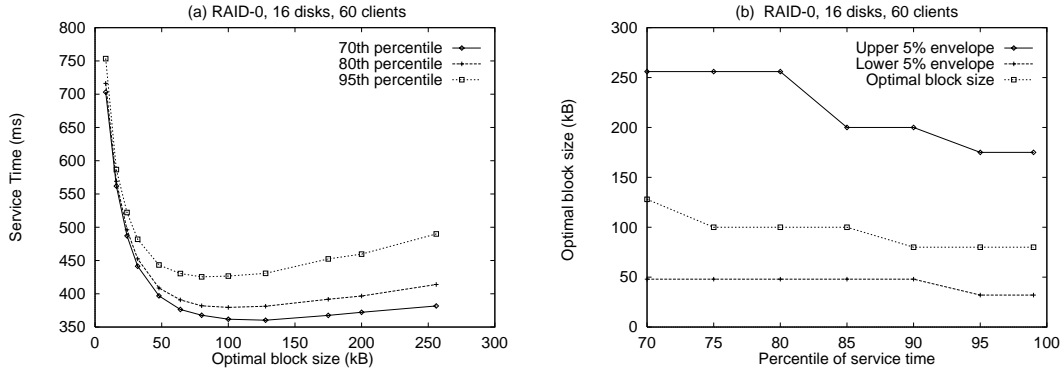 (a) RAID-0, 16 disks, 60 clients
800
750
700
650
600
550
500
450
400
350
Service Time (ms)
70th percentile
80th percentile
95th percentile
0
50
100
150
200
250
300
Optimal block size (kB)
(b) RAID-0, 16 disks, 60 clients
300
250
200
150
100
50
0
Optimal block size (kB)
Upper 5% envelope
Lower 5% envelope
Optimal block size
70
75
80
85
90
95
100
Percentile of service time